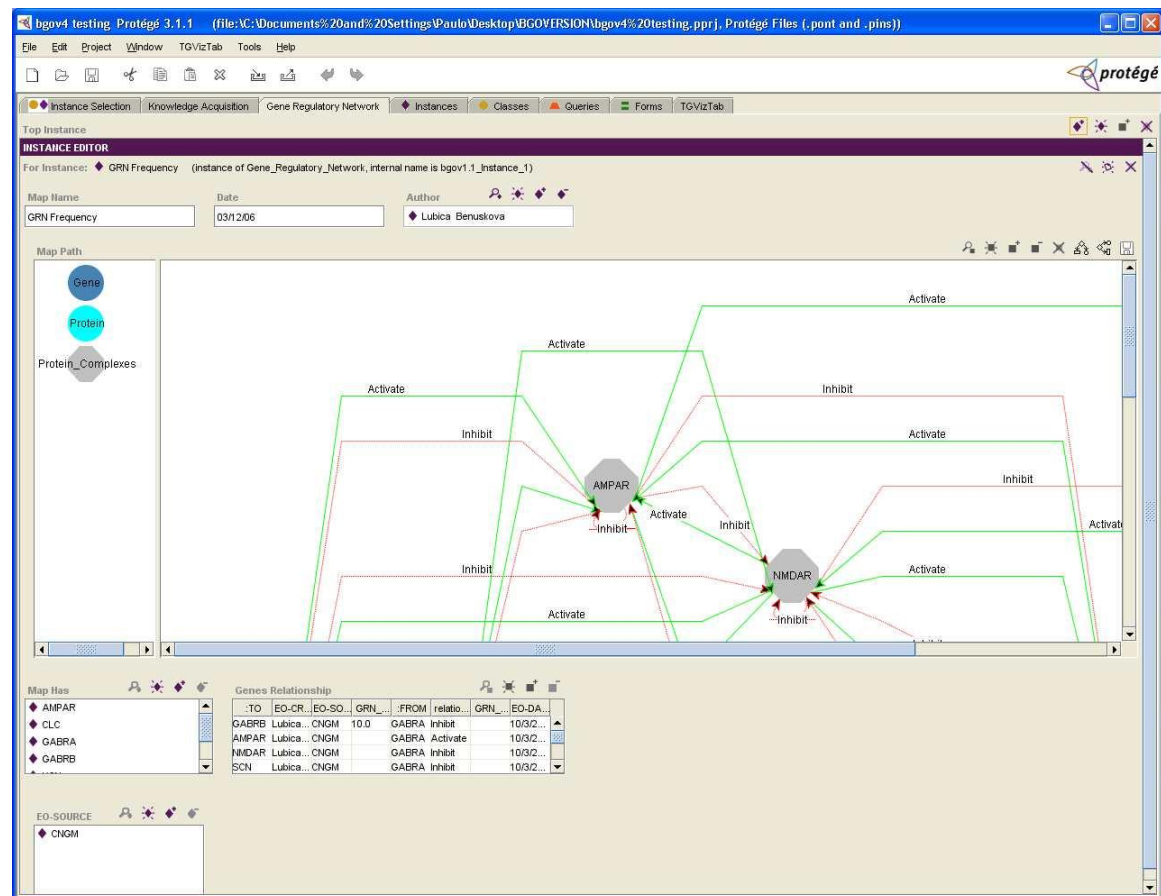 bgov4 testing Protégé 3.1.1 (file:\C:\Documents%20and%20Settings\Paulo\Desktop\BGOVERSION\bgov4%20testing.pprj, Protégé Files (.pont and .pins))
File Edit Project Window TGVizTab Tools Help
protégé
Instance Selection Knowledge Acquisition Gene Regulatory Network Instances Classes Queries Forms TGVizTab
Top Instance
INSTANCE EDITOR
For Instance: GRN Frequency (instance of Gene_Regulatory_Network, internal name is bgov1.1_Instance_1)
Map Name Date Author
GRN Frequency 03/12/06 Lubica Benuskova
Map Path
Gene
Protein
Protein_Complexes
Activate
Activate
Activate
Inhibit
Inhibit
Activate
Inhibit
AMPAR
Activate
Inhibit
Inhibit
Activate
Inhibit
NMDAR
Activate
Activate
Inhibit
Map Has
AMPAR
CLC
GABRA
GABRB
Genes Relationship
:TO EO-CR... EO-SO... GRN_... :FROM relatio... GRN_... EO-DA...
GABRB Lubica... CNGM 10.0 GABRA Inhibit 10/3/2...
AMPAR Lubica... CNGM GABRA Activate 10/3/2...
NMDAR Lubica... CNGM GABRA Inhibit 10/3/2...
SCN Lubica... CNGM GABRA Inhibit 10/3/2...
EO-SOURCE
CNGM